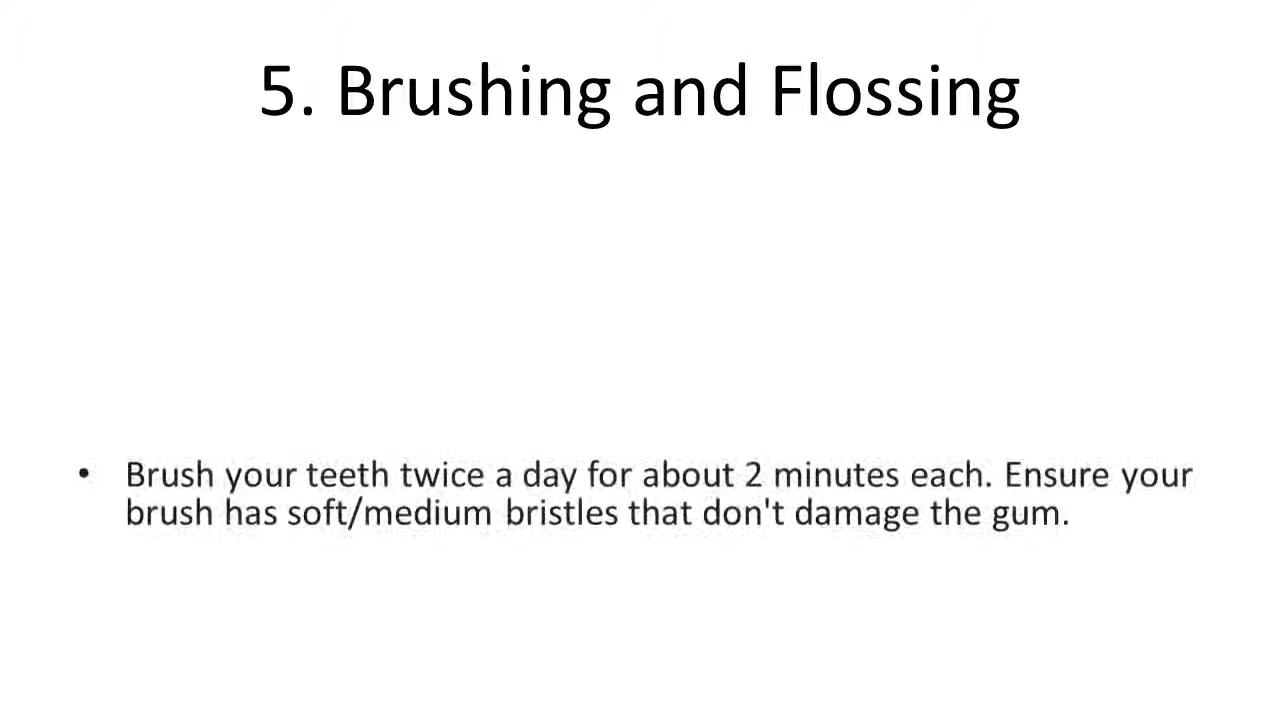 5. Brushing and Flossing
• Brush your teeth twice a day for about 2 minutes each. Ensure your
brush has soft/medium bristles that don't damage the gum.